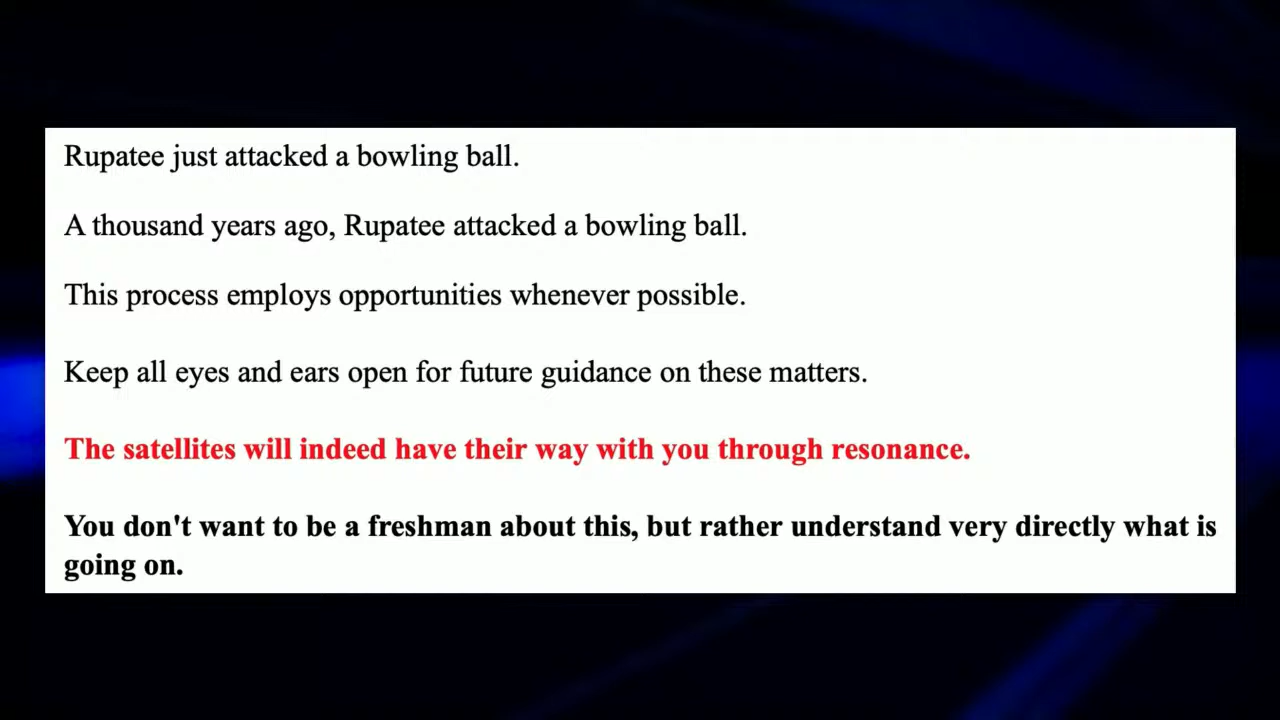 Rupatee just attacked a bowling ball.
A thousand years ago, Rupatee attacked a bowling ball.
This process employs opportunities whenever possible.
Keep all eyes and ears open for future guidance on these matters.
The satellites will indeed have their way with you through resonance.
You don't want to be a freshman about this, but rather understand very directly what is
going on.